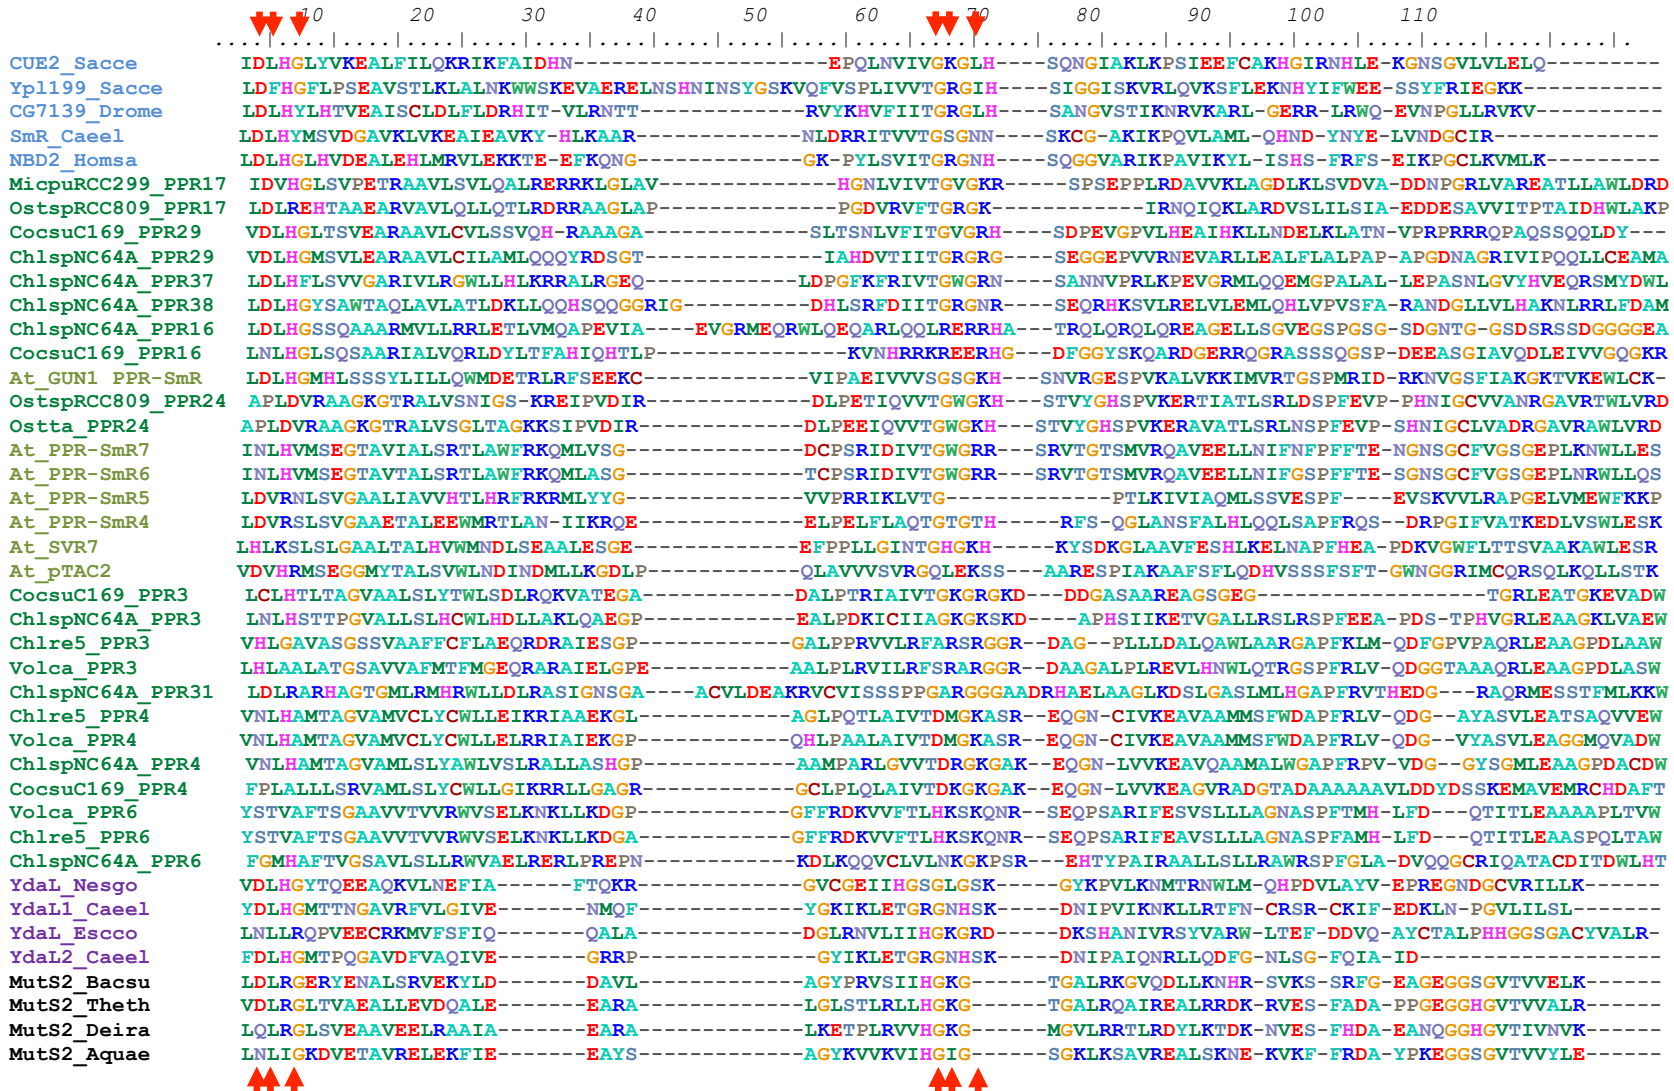 10 20 30 40 50 60 70 80 90 100 110
CUE2_Sacce IDLHGLYVKEALFILQKRIKFAIDHN--------------------EPQLNVIVGKGLH----SQNGIAKLKPSIEEFCAKHGIRNHLE-KGNSGVLVLELQ-------
Ypl199_Sacce LDFHGFLPSEAVSTLKLALNKWWSKEVAERELNSHNINSYGSKVQFVSPLIVVTGRGIH----SIGGISKVRLQVKSFLEKNHYIFWEE-SSYFRIEGKK---------
CG7139_Drome LDLHYLHTVEAISCLDLFLDRHIT-VLRNTT---------------RVYKHVFIITGRGLH----SANGVSTIKNRVKARL-GERR-LRWQ-EVNPGLLRVKV--------
SmR_Caeel LDLHYMSVDGAVKLVKEAIEAVKY-HLKAAR--------------NLDRRITVVTGSGNN----SKCG-AKIKPQVLAML-QHND-YNYE-LVNDGCIR-----------
NBD2_Homsa LDLHGLHVDEALEHLMRVLEKKTE-EFKQNG--------------GK-PYLSVITGRGNH----SQGGVARIKPAVIKYL-ISHS-FRFS-EIKPGCLKVMLK-------
MicpuRCC299_PPR17 IDVHGLSVPETRAAVLSVLQALRERRKLGLAV--------------HGNLVIVTGVGKR-----SPSEPPLRDAVVKLAGDLKLSVDVA-DDNPGRLVAREATLLAWLDRD
OstspRCC809_PPR17 LDLREHTAAEARVAVLQLLQTLRDRRAAGLAP--------------PGDVRVFTGRGK----------IRNQIQKLARDVSLILSIA-EDDESAVVITPTAIDHWLAKP
CocsuC169_PPR29 VDLHGLTSVEARAAVLCVLSSVQH-RAAAGA---------------SLTSNLVFITGVGRH----SDPEVGPVLHEAIHKLLNDELKLATN-VPRPRRRQPAQSSQQLDY---
ChlspNC64A_PPR29 VDLHGMSVLEARAAVLCILAMLQQQYRDSGT---------------IAHDVTIITGRGRG----SEGGEPVVRNEVARLLEALFLALPAP-APGDNAGRIVIPQQLLCEAMA
ChlspNC64A_PPR37 LDLHFLSVVGARIVLRGWLLHLKRRALRGEQ--------------LDPGFKFRIVTGWGRN----SANNVPRLKPEVGRMLQQEMGPALAL-LEPASNLGVYHVEQRSMYDWL
ChlspNC64A_PPR38 LDLHGYSAWTAQLAVLATLDKLLQQHSQQGGRIG------------DHLSRFDIITGRGNR----SEQRHKSVLRELVLEMLQHLVPVSFA-RANDGLLVLHAKNLRRLFDAM
ChlspNC64A_PPR16 LDLHGSSQAAARMVLLRRLETLVMQAPEVIA----EVGRMEQRWLQEQARLQQLRERRHA----TRQLQRQLQREAGELLSGVEGSPGSG-SDGNTG-GSDSRSSDGGGGEA
CocsuC169_PPR16 LNLHGLSQSAARIALVQRLDYLTFAHIQHTLP---------------KVNHRRKREERHG---DFGGYSKQARDGERRQGRASSSQGSP-DEEASGIAVQDLEIVVGQGKR
At_GUN1 PPR-SmR LDLHGMHLSSSYLILLQWMDETRLRFSEEKC--------------VIPAEIVVVSGSGKH----SNVRGESPVKALVKKIMVRTGSPMRID-RKNVGSFIAKGKTVKEWLCK-
OstspRCC809_PPR24 APLDVRAAGKGTRALVSNIGS-KREIPVDIR--------------DLPETIQVVTGWGKH----STVYGHSPVKERTIATLSRLDSPFEVP-PHNIGCVVANRGAVRTWLVRD
Ostta_PPR24 APLDVRAAGKGTRALVSGLTAGKKSIPVDIR--------------DLPEEIQVVTGWGKH----STVYGHSPVKERAVATLSRLNSPFEVP-SHNIGCLVADRGAVRAWLVRD
At_PPR-SmR7 INLHVMSEGTAVIALSRTLAWFRKQMLVSG---------------DCPSRIDIVTGWGRR----SRVTGTSMVRQAVEELLNIFNFPFFTE-NGNSGCFVGSGEPLKNWLLES
At_PPR-SmR6 INLHVMSEGTAVTALSRTLAWFRKQMLASG---------------TCPSRIDIVTGWGRR----SRVTGTSMVRQAVEELLNIFGSPFFTE-SGNSGCFVGSGEPLNRWLLQS
At_PPR-SmR5 LDVRNLSVGAALIAVVHTLHRFRKRMLYYG---------------VVPRRIKLVTG-------------PTLKIVIAQMLSSVESPF---EVSKVVLRAPGELVMEWFKKP
At_PPR-SmR4 LDVRSLSVGAAETALEEWMRTLAN-IIKRQE--------------ELPELFLAQTGTGTH-----RFS-QGLANSFALHLQQLSAPFRQS-DRPGIFVATKEDLVSWLESK
At_SVR7 LHLKSLSLGAALTALHVWMNDLSEAALESGE--------------EFPPLLGINTGHGKH-----KYSDKGLAAVFESHLKELNAPFHEA-PDKVGWFLTTSVAAKAWLESR
At_pTAC2 VDVHRMSEGGMYTALSVWLNDINDMLLKGDLP-------------QLAVVVSVRGQLEKSS---AARESPIAKAAFSFLQDHVSSSFSFT-GWNGGRIMCQRSQLKQLLSTK
CocsuC169_PPR3 LCLHTLTAGVAALSLYTWLSDLRQKVATEGA--------------DALPTRIAIVTGKGRGKD---DDGASAAREAGSGEG------------------TGRLEATGKEVADW
ChlspNC64A_PPR3 LNLHSTTPGVALLSLHCWLHDLLAKLQAEGP--------------EALPDKICIIAGKGKSKD---APHSIIKETVGALLRSLRSPFEEA-PDS-TPHVGRLEAAGKLVAEW
Chlre5_PPR3 VHLGAVASGSSVAAFFCFLAEQRDRAIESGP--------------GALPPRVVLRFARSRGGR--DAG-PLLLDALQAWLAARGAPFKLM-QDFGPVPAQRLEAAGPDLAAW
Volca_PPR3 LHLAALATGSAVVAFMTFMGEQRARAIELGPE-------------AALPLRVILRFSRARGGR--DAAGALPLREVLHNWLQTRGSPFRLV-QDGGTAAAQRLEAAGPDLASW
ChlspNC64A_PPR31 LDLRARHAGTGMLRMHRWLLDLRASIGNSGA----ACVLDEAKRVCVISSSPPGARGGGAADRHAELAAGLKDSLGASLMLHGAPFRVTHEDG---RAQRMESSTFMLKKW
Chlre5_PPR4 VNLHAMTAGVAMVCLYCWLLEIKRIAAEKGL--------------AGLPQTLAIVTDMGKASR--EQGN-CIVKEAVAAMMSFWDAPFRLV-QDG--AYASVLEATSAQVVEW
Volca_PPR4 VNLHAMTAGVAMVCLYCWLLELRRIAIEKGP--------------QHLPAALAIVTDMGKASR--EQGN-CIVKEAVAAMMSFWDAPFRLV-QDG--VYASVLEAGGMQVADW
ChlspNC64A_PPR4 VNLHAMTAGVAMLSLYAWLVSLRALLASHGP--------------AAMPARLGVVTDRGKGAK--EQGN-LVVKEAVQAAMALWGAPFRPV-VDG--GYSGMLEAAGPDACDW
CocsuC169_PPR4 FPLALLLSRVAMLSLYCWLLGIKRRLLGAGR--------------GCLPLQLAIVTDKGKGAK--EQGN-LVVKEAGVRADGTADAAAAAAVLDDYDSSKEMAVEMRCHDAFT
Volca_PPR6 YSTVAFTSGAAVVTVVRWVSELKNKLLKDGP--------------GFFRDKVVFTLHKSKQNR---SEQPSARIFESVSLLLAGNASPFTMH-LFD--QTITLEAAAAPLTVW
Chlre5_PPR6 YSTVAFTSGAAVVTVVRWVSELKNKLLKDGA--------------GFFRDKVVFTLHKSKQNR---SEQPSARIFEAVSLLLAGNASPFAMH-LFD--QTITLEAASPQLTAW
ChlspNC64A_PPR6 FGMHAFTVGSAVLSLLRWVAELRERLPREPN--------------KDLKQQVCLVLNKGKPSR---EHTYPAIRAALLSLLRAWRSPFGLA-DVQQGCRIQATACDITDWLHT
YdaL_Nesgo VDLHGYTQEEAQKVLNEFIA------FTQKR--------------GVCGEIIHGSGLGSK----GYKPVLKNMTRNWLM-QHPDVLAYV-EPREGNDGCVRILLK------
YdaL1_Caeel YDLHGMTTNGAVRFVLGIVE-------NMQF--------------YGKIKLETGRGNHSK----DNIPVIKNKLLRTFN-CRSR-CKIF-EDKLN-PGVLILSL-------
YdaL_Escco LNLLRQPVEECRKMVFSFIQ-------QALA--------------DGLRNVLIIHGKGRD----DKSHANIVRSYVARW-LTEF-DDVQ-AYCTALPHHGGSGACYVALR-
YdaL2_Caeel FDLHGMTPQGAVDFVAQIVE-------GRRP--------------GYIKLETGRGNHSK----DNIPAIQNRLLQDFG-NLSG-FQIA-ID--------------------
MutS2_Bacsu LDLRGERYENALSRVEKYLD-------DAVL--------------AGYPRVSIIHGKG------TGALRKGVQDLLKNHR-SVKS-SRFG-EAGEGGSGVTVVELK------
MutS2_Theth VDLRGLTVAEALLEVDQALE-------EARA--------------LGLSTLRLLHGKG------TGALRQAIREALRRDK-RVES-FADA-PPGEGGHGVTVVALR------
MutS2_Deira LQLRGLSVEAAVEELRAAIA-------EARA--------------LKETPLRVVHGKG------MGVLRRTLRDYLKTDK-NVES-FHDA-EANQGGHGVTIVNVK------
MutS2_Aquae LNLIGKDVETAVRELEKFIE-------EAYS--------------AGYKVVKVIHGIG------SGKLKSAVREALSKNE-KVKF-FRDA-YPKEGGSGVTVVYLE------